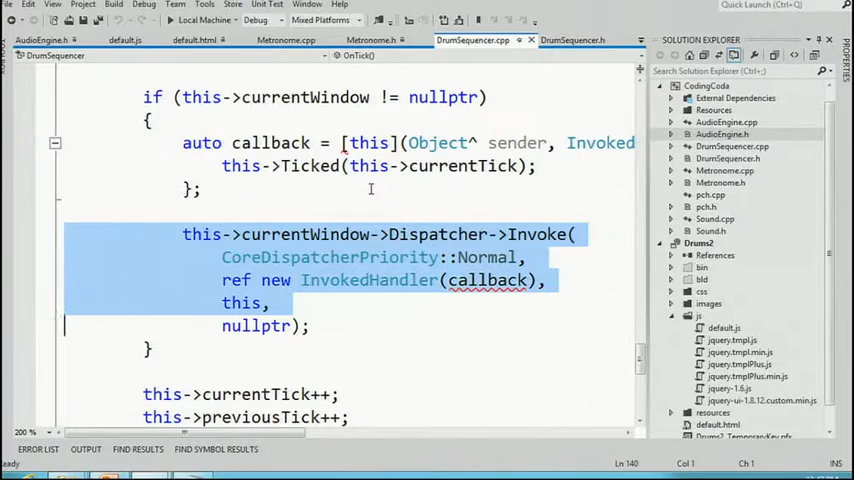 File Edit View Project Build Debug Team Tools Store Unit Test Window Help
Quick Launch (Ctrl+Q)
Local Machine Debug Mixed Platforms
AudioEngine.h default.js default.html Metronome.cpp Metronome.h DrumSequencer.cpp DrumSequencer.h
DrumSequencer OnTick()
if (this->currentWindow != nullptr)
{
auto callback = [this](Object^ sender, Invoked
this->Ticked(this->currentTick);
};
this->currentWindow->Dispatcher->Invoke(
CoreDispatcherPriority::Normal,
ref new InvokedHandler(callback),
this,
nullptr);
}
this->currentTick++;
this->previousTick++;
200 %
SOLUTION EXPLORER
Search Solution Explorer (Ctrl+;)
CodingCoda
External Dependencies
Resources
AudioEngine.cpp
AudioEngine.h
DrumSequencer.cpp
DrumSequencer.h
Metronome.cpp
Metronome.h
pch.cpp
pch.h
Sound.cpp
Sound.h
Drums2
References
bin
bld
css
images
js
default.js
jquery.tmpl.js
jquery.tmpl.min.js
jquery.tmplPlus.js
jquery.tmplPlus.min.js
jquery-1.6.js
jquery-ui-1.8.12.custom.min.js
resources
default.html
Drums2_TemporaryKey.pfx
PROPERTIES
ERROR LIST OUTPUT FIND RESULTS FIND SYMBOL RESULTS
Ready Ln 140 Col 1 Ch 1 INS